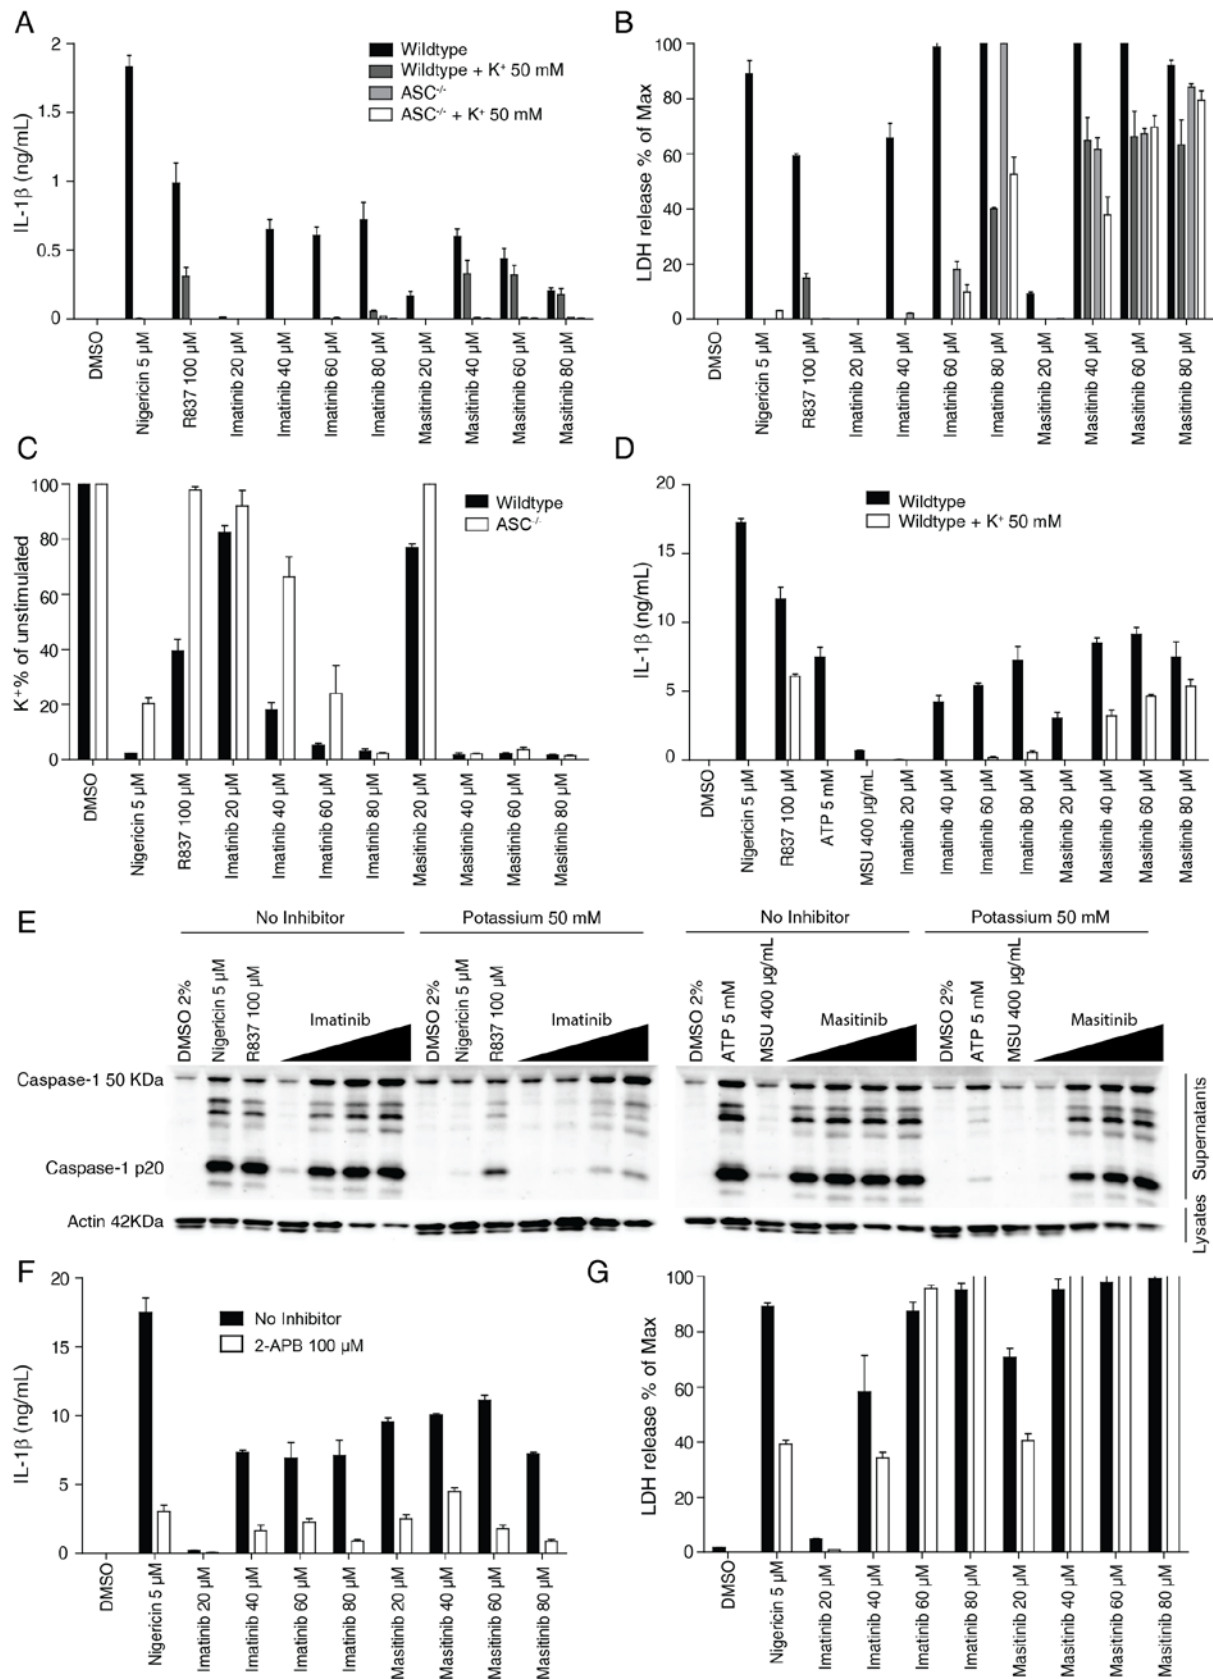 A
IL-1β (ng/mL)
2
1.5
1
0.5
0
Wildtype
Wildtype + K⁺ 50 mM
ASC⁻/⁻
ASC⁻/⁻ + K⁺ 50 mM
DMSO
Nigericin 5 µM
R837 100 µM
Imatinib 20 µM
Imatinib 40 µM
Imatinib 60 µM
Imatinib 80 µM
Masitinib 20 µM
Masitinib 40 µM
Masitinib 60 µM
Masitinib 80 µM
B
LDH release % of Max
100
80
60
40
20
0
DMSO
Nigericin 5 µM
R837 100 µM
Imatinib 20 µM
Imatinib 40 µM
Imatinib 60 µM
Imatinib 80 µM
Masitinib 20 µM
Masitinib 40 µM
Masitinib 60 µM
Masitinib 80 µM
C
K⁺% of unstimulated
100
80
60
40
20
0
Wildtype
ASC⁻/⁻
DMSO
Nigericin 5 µM
R837 100 µM
Imatinib 20 µM
Imatinib 40 µM
Imatinib 60 µM
Imatinib 80 µM
Masitinib 20 µM
Masitinib 40 µM
Masitinib 60 µM
Masitinib 80 µM
D
IL-1β (ng/mL)
20
15
10
5
0
Wildtype
Wildtype + K⁺ 50 mM
DMSO
Nigericin 5 µM
R837 100 µM
ATP 5 mM
MSU 400 µg/mL
Imatinib 20 µM
Imatinib 40 µM
Imatinib 60 µM
Imatinib 80 µM
Masitinib 20 µM
Masitinib 40 µM
Masitinib 60 µM
Masitinib 80 µM
E
No Inhibitor
Potassium 50 mM
No Inhibitor
Potassium 50 mM
DMSO 2%
Nigericin 5 µM
R837 100 µM
Imatinib
DMSO 2%
Nigericin 5 µM
R837 100 µM
Imatinib
DMSO 2%
ATP 5 mM
MSU 400 µg/mL
Masitinib
DMSO 2%
ATP 5 mM
MSU 400 µg/mL
Masitinib
Caspase-1 50 KDa
Caspase-1 p20
Actin 42KDa
Supernatants
Lysates
F
IL-1β (ng/mL)
20
15
10
5
0
No Inhibitor
2-APB 100 µM
DMSO
Nigericin 5 µM
Imatinib 20 µM
Imatinib 40 µM
Imatinib 60 µM
Imatinib 80 µM
Masitinib 20 µM
Masitinib 40 µM
Masitinib 60 µM
Masitinib 80 µM
G
LDH release % of Max
100
80
60
40
20
0
DMSO
Nigericin 5 µM
Imatinib 20 µM
Imatinib 40 µM
Imatinib 60 µM
Imatinib 80 µM
Masitinib 20 µM
Masitinib 40 µM
Masitinib 60 µM
Masitinib 80 µM